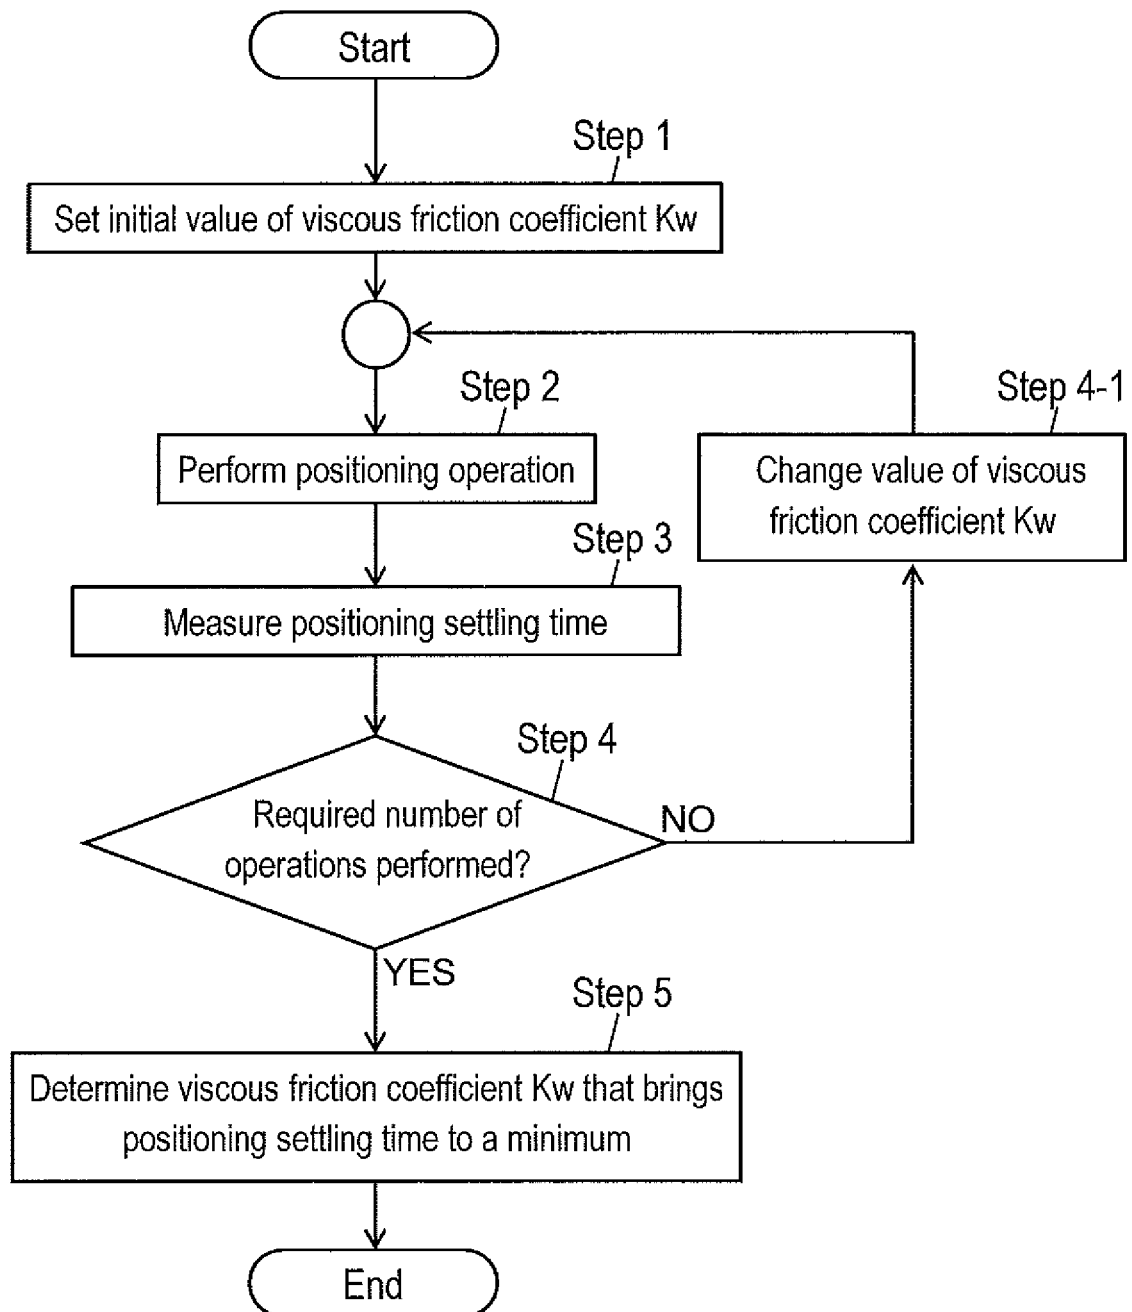 Start
Step 1
Set initial value of viscous friction coefficient Kw
Step 2
Perform positioning operation
Step 4-1
Change value of viscous
friction coefficient Kw
Step 3
Measure positioning settling time
Step 4
Required number of
operations performed?
NO
YES
Step 5
Determine viscous friction coefficient Kw that brings
positioning settling time to a minimum
End